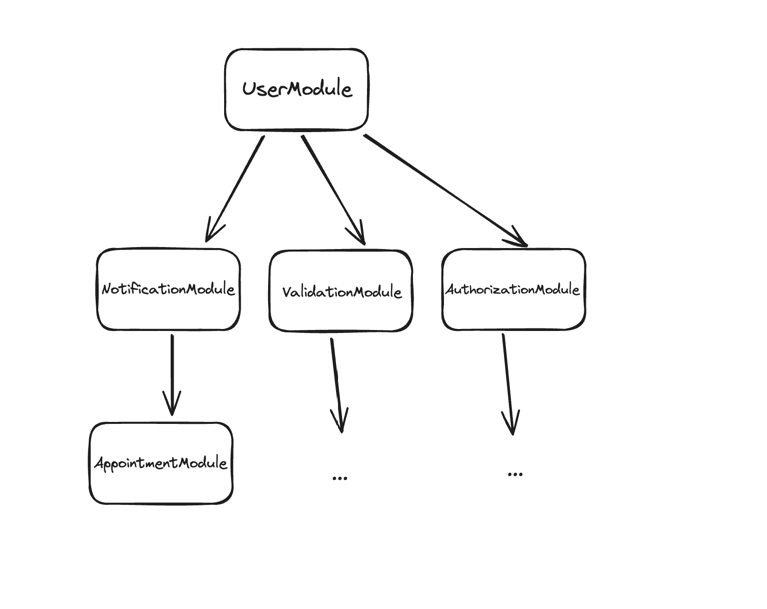 UserModule
NotificationModule
ValidationModule
AuthorizationModule
AppointmentModule
...
...